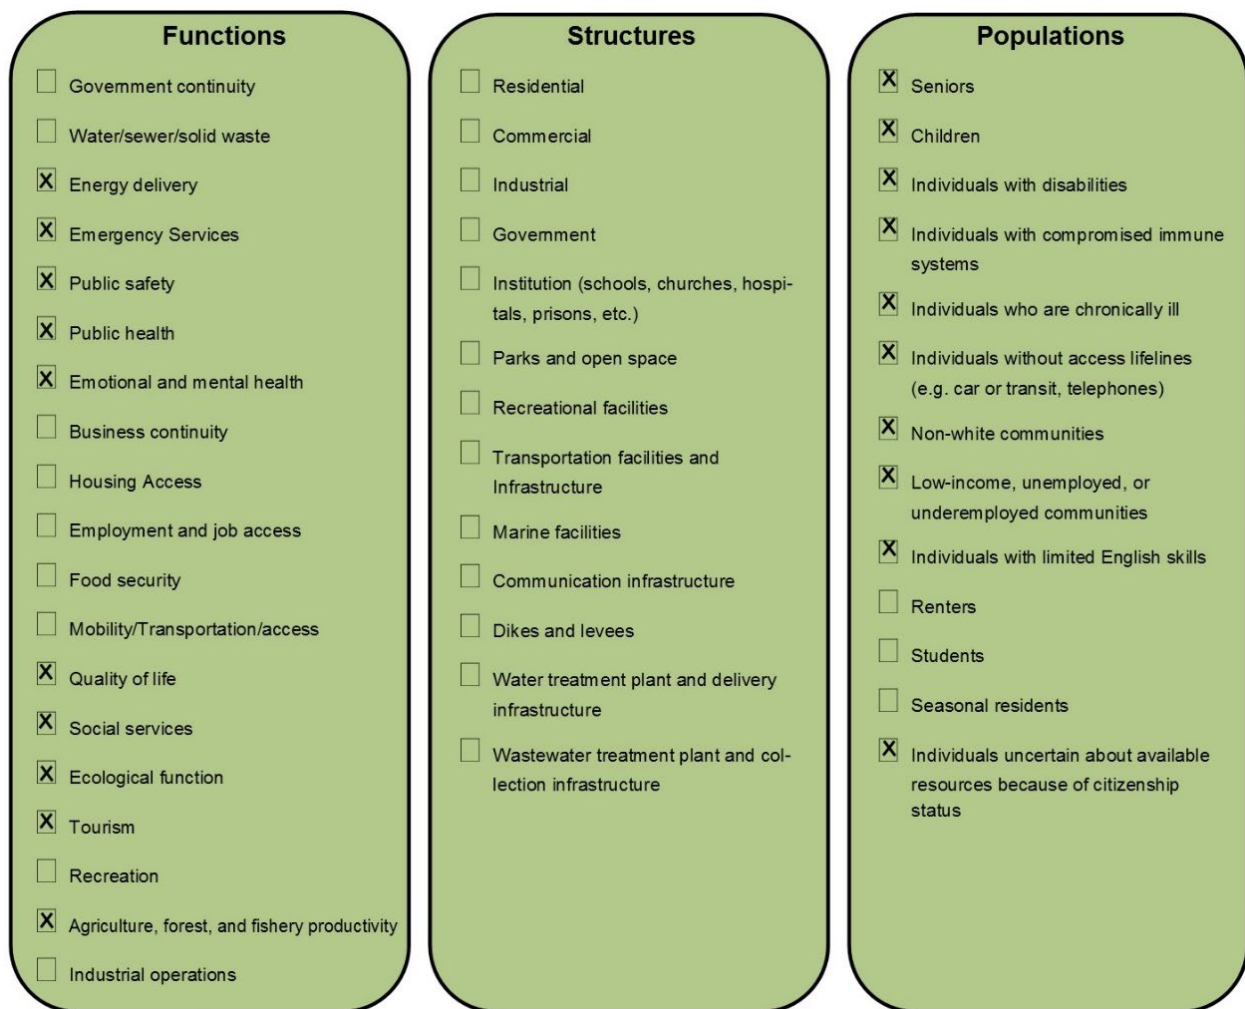 Functions
Government continuity
Water/sewer/solid waste
X Energy delivery
X Emergency Services
X Public safety
X Public health
X Emotional and mental health
Business continuity
Housing Access
Employment and job access
Food security
Mobility/Transportation/access
X Quality of life
X Social services
X Ecological function
X Tourism
Recreation
X Agriculture, forest, and fishery productivity
Industrial operations
Structures
Residential
Commercial
Industrial
Government
Institution (schools, churches, hospi-
tals, prisons, etc.)
Parks and open space
Recreational facilities
Transportation facilities and
Infrastructure
Marine facilities
Communication infrastructure
Dikes and levees
Water treatment plant and delivery
infrastructure
Wastewater treatment plant and col-
lection infrastructure
Populations
X Seniors
X Children
X Individuals with disabilities
X Individuals with compromised immune
systems
X Individuals who are chronically ill
X Individuals without access lifelines
(e.g. car or transit, telephones)
X Non-white communities
X Low-income, unemployed, or
underemployed communities
X Individuals with limited English skills
Renters
Students
Seasonal residents
X Individuals uncertain about available
resources because of citizenship
status